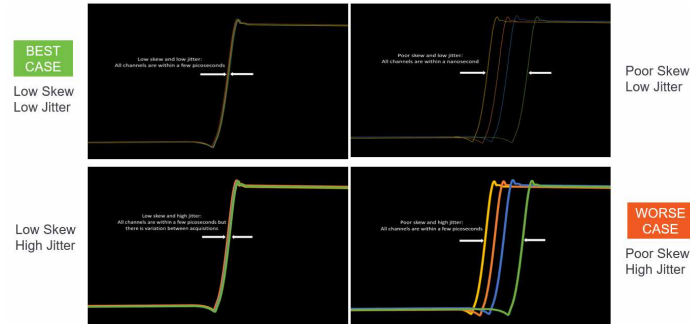 BEST
CASE
Low Skew
Low Jitter
Low skew and low jitter:
All channels are within a few picoseconds
Poor skew and low jitter:
All channels are within a nanosecond
Poor Skew
Low Jitter
Low Skew
High Jitter
Low skew and high jitter:
All channels are within a few picoseconds but
there is variation between acquisitions
Poor skew and high jitter:
All channels are within a few picoseconds
WORSE
CASE
Poor Skew
High Jitter